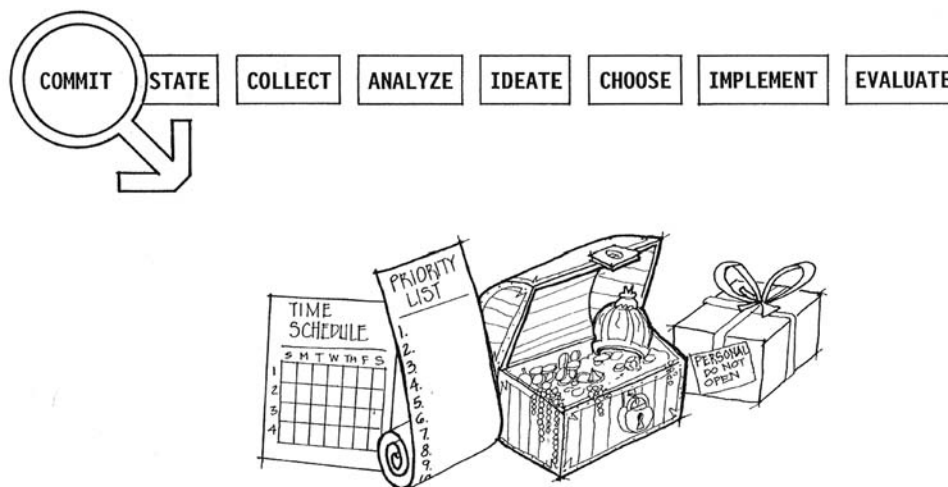 COMMIT STATE COLLECT ANALYZE IDEATE CHOOSE IMPLEMENT EVALUATE
TIME
SCHEDULE
S M T W TH F S
1
2
3
4
PRIORITY
LIST
1.
2.
3.
4.
5.
6.
7.
8.
9.
PERSONAL
DO NOT
OPEN